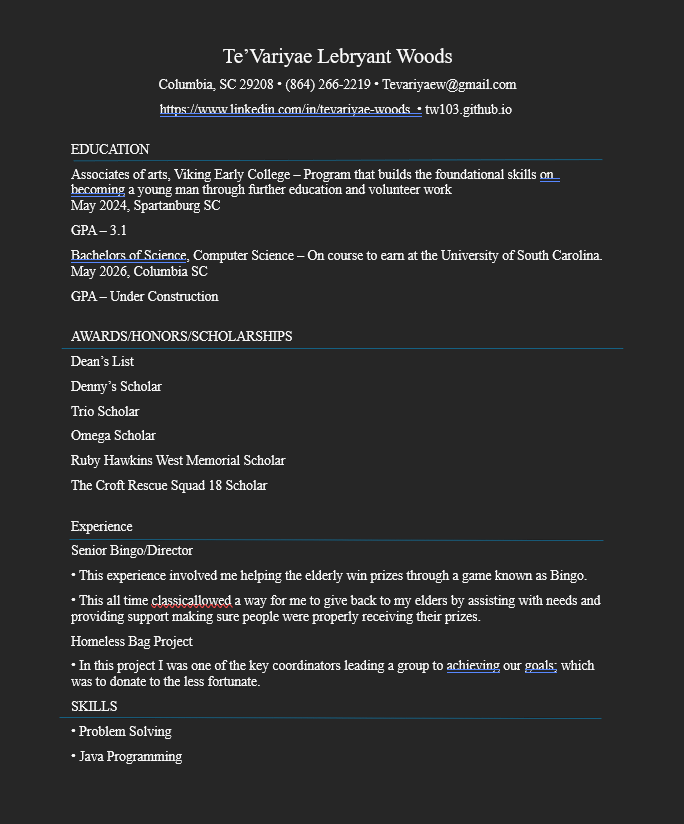 Te’Variyae Lebryant Woods
Columbia, SC 29208 • (864) 266-2219 • Tevariyaew@gmail.com
https://www.linkedin.com/in/tevariyae-woods • tw103.github.io
EDUCATION
Associates of arts, Viking Early College – Program that builds the foundational skills on
becoming a young man through further education and volunteer work
May 2024, Spartanburg SC
GPA – 3.1
Bachelors of Science, Computer Science – On course to earn at the University of South Carolina.
May 2026, Columbia SC
GPA – Under Construction
AWARDS/HONORS/SCHOLARSHIPS
Dean’s List
Denny’s Scholar
Trio Scholar
Omega Scholar
Ruby Hawkins West Memorial Scholar
The Croft Rescue Squad 18 Scholar
Experience
Senior Bingo/Director
• This experience involved me helping the elderly win prizes through a game known as Bingo.
• This all time classicallowed a way for me to give back to my elders by assisting with needs and
providing support making sure people were properly receiving their prizes.
Homeless Bag Project
• In this project I was one of the key coordinators leading a group to achieving our goals; which
was to donate to the less fortunate.
SKILLS
• Problem Solving
• Java Programming